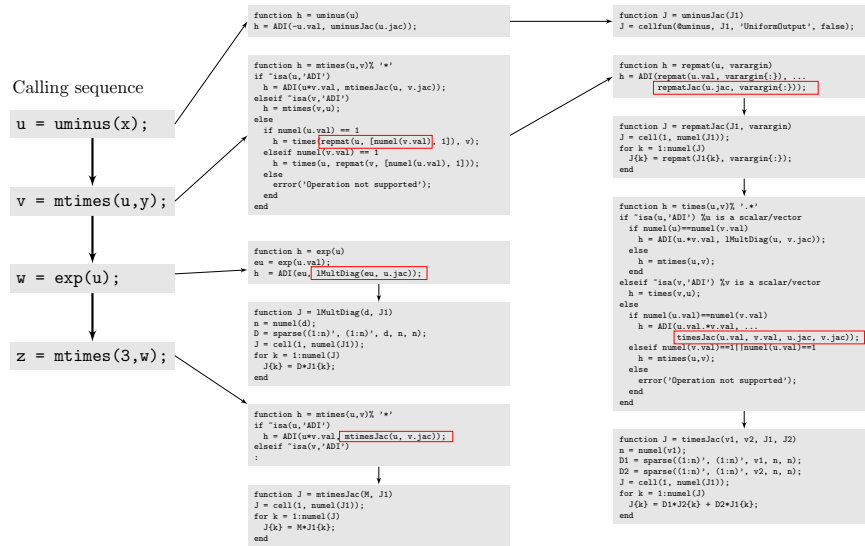 Calling sequence
u = uminus(x);
v = mtimes(u,y);
w = exp(u);
z = mtimes(3,w);
function h = uminus(u)
h = ADI(-u.val, uminusJac(u.jac));
function h = mtimes(u,v)% '*'
if ~isa(u,'ADI')
h = ADI(u*v.val, mtimesJac(u, v.jac));
elseif ~isa(v,'ADI')
h = mtimes(v,u);
else
if numel(u.val) == 1
h = times(repmat(u, [numel(v.val), 1]), v);
elseif numel(v.val) == 1
h = times(u, repmat(v, [numel(u.val), 1]));
else
error('Operation not supported');
end
end
function h = exp(u)
eu = exp(u.val);
h = ADI(eu, lMultDiag(eu, u.jac));
function J = lMultDiag(d, J1)
n = numel(d);
D = sparse((1:n)', (1:n)', d, n, n);
J = cell(1, numel(J1));
for k = 1:numel(J)
J{k} = D*J1{k};
end
function h = mtimes(u,v)% '*'
if ~isa(u,'ADI')
h = ADI(u*v.val, mtimesJac(u, v.jac));
elseif ~isa(v,'ADI')
:
function J = mtimesJac(M, J1)
J = cell(1, numel(J1));
for k = 1:numel(J)
J{k} = M*J1{k};
end
function J = uminusJac(J1)
J = cellfun(@uminus, J1, 'UniformOutput', false);
function h = repmat(u, varargin)
h = ADI(repmat(u.val, varargin{:}), ...
repmatJac(u.jac, varargin{:}));
function J = repmatJac(J1, varargin)
J = cell(1, numel(J1));
for k = 1:numel(J)
J{k} = repmat(J1{k}, varargin{:});
end
function h = times(u,v)% '.*'
if ~isa(u,'ADI') %u is a scalar/vector
if numel(u)==numel(v.val)
h = ADI(u.*v.val, lMultDiag(u, v.jac));
else
h = mtimes(u,v);
end
elseif ~isa(v,'ADI') %v is a scalar/vector
h = times(v,u);
else
if numel(u.val)==numel(v.val)
h = ADI(u.val.*v.val, ...
timesJac(u.val, v.val, u.jac, v.jac));
elseif numel(v.val)==1||numel(u.val)==1
h = mtimes(u,v);
else
error('Operation not supported');
end
end
function J = timesJac(v1, v2, J1, J2)
n = numel(v1);
D1 = sparse((1:n)', (1:n)', v1, n, n);
D2 = sparse((1:n)', (1:n)', v2, n, n);
J = cell(1, numel(J1));
for k = 1:numel(J)
J{k} = D1*J2{k} + D2*J1{k};
end